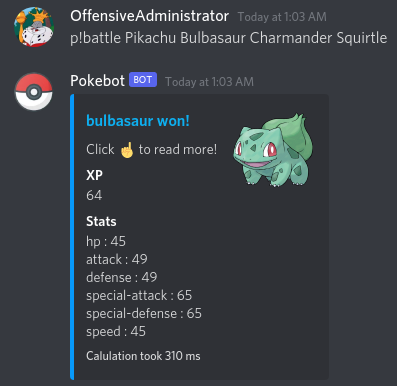 OffensiveAdministrator Today at 1:03 AM
p!battle Pikachu Bulbasaur Charmander Squirtle
Pokebot BOT Today at 1:03 AM
bulbasaur won!
Click ☝ to read more!
XP
64
Stats
hp : 45
attack : 49
defense : 49
special-attack : 65
special-defense : 65
speed : 45
Calulation took 310 ms